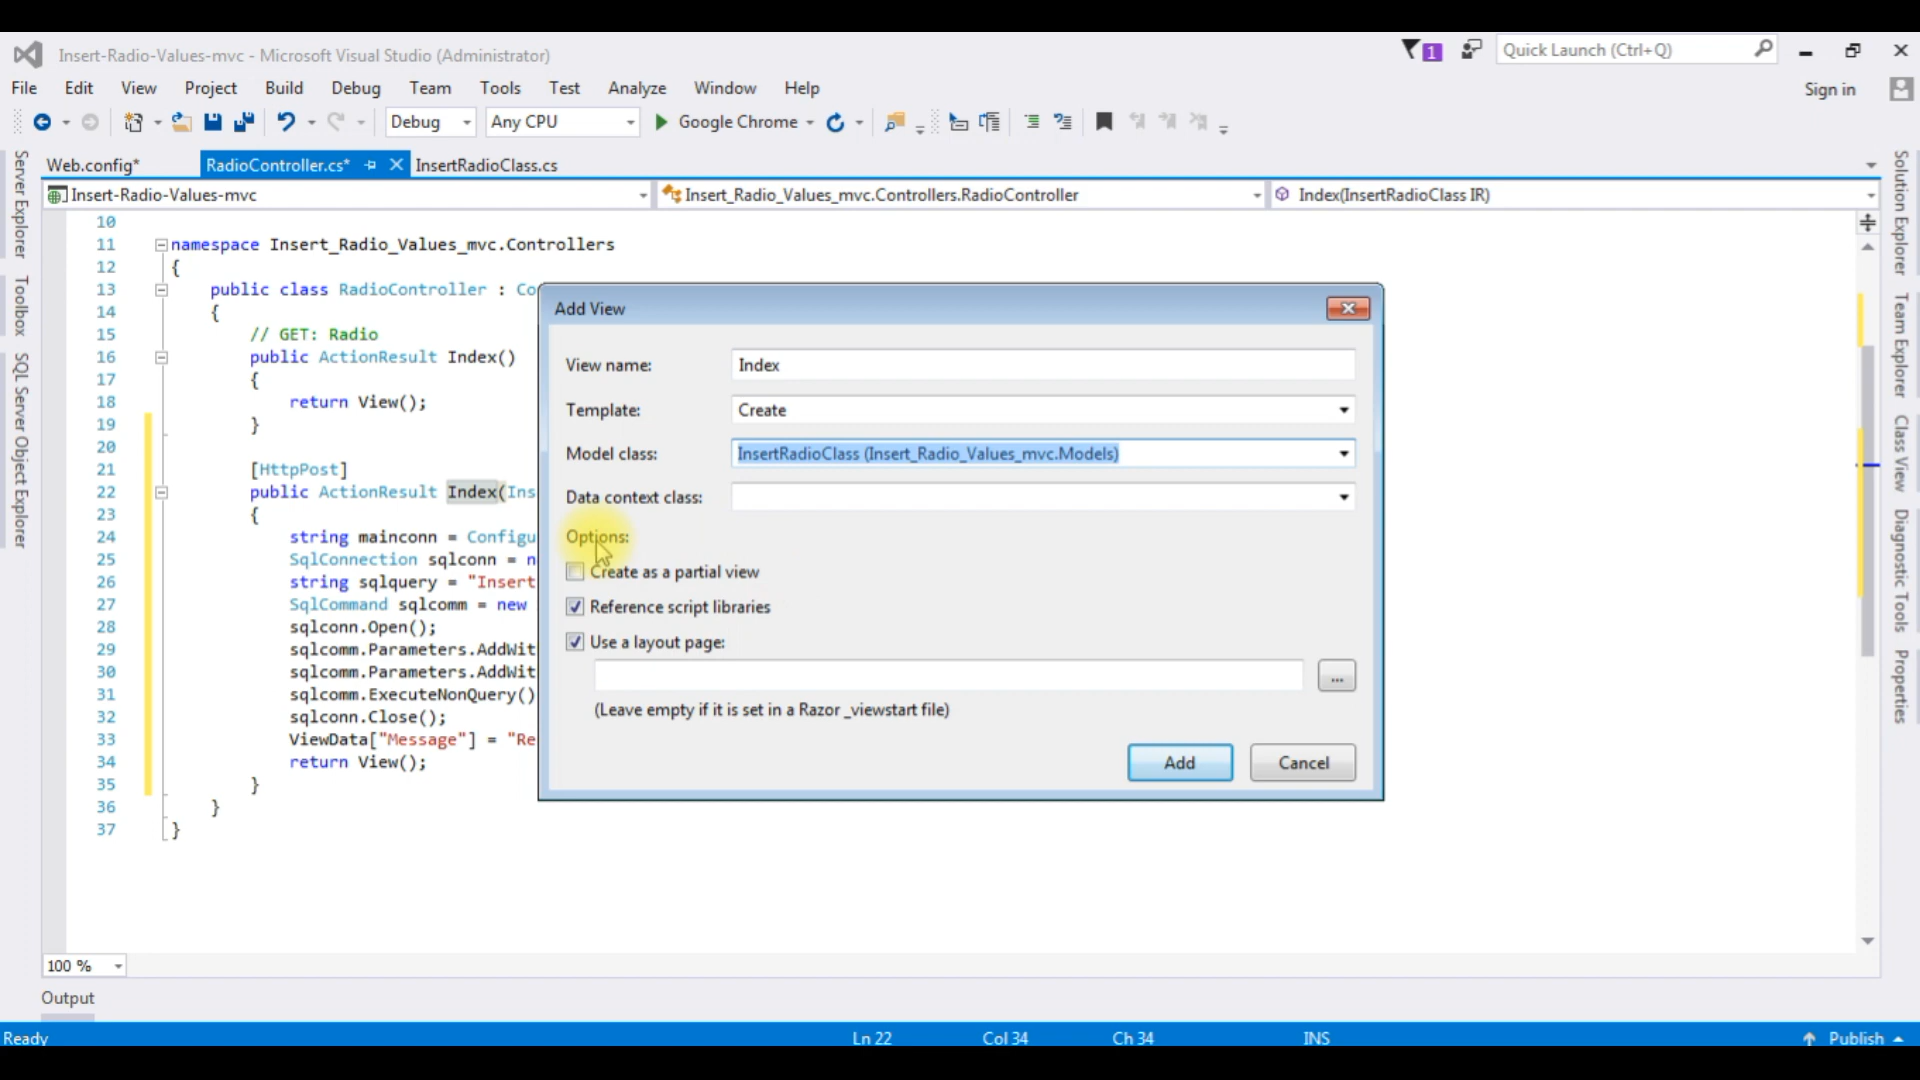 Insert-Radio-Values-mvc - Microsoft Visual Studio (Administrator)
1
Quick Launch (Ctrl+Q)
File Edit View Project Build Debug Team Tools Test Analyze Window Help
Sign in
Debug Any CPU Google Chrome
Web.config* RadioController.cs* InsertRadioClass.cs
Insert-Radio-Values-mvc Insert_Radio_Values_mvc.Controllers.RadioController Index(InsertRadioClass IR)
Server Explorer
Toolbox
SQL Server Object Explorer
10
11 namespace Insert_Radio_Values_mvc.Controllers
12 {
13 public class RadioController : Co
14 {
15 // GET: Radio
16 public ActionResult Index()
17 {
18 return View();
19 }
20
21 [HttpPost]
22 public ActionResult Index(Ins
23 {
24 string mainconn = Configu
25 SqlConnection sqlconn = n
26 string sqlquery = "Insert
27 SqlCommand sqlcomm = new
28 sqlconn.Open();
29 sqlcomm.Parameters.AddWit
30 sqlcomm.Parameters.AddWit
31 sqlcomm.ExecuteNonQuery()
32 sqlconn.Close();
33 ViewData["Message"] = "Re
34 return View();
35 }
36 }
37 }
Add View
View name: Index
Template: Create
Model class: InsertRadioClass (Insert_Radio_Values_mvc.Models)
Data context class:
Options:
Create as a partial view
Reference script libraries
Use a layout page:
...
(Leave empty if it is set in a Razor _viewstart file)
Add Cancel
Solution Explorer
Team Explorer
Class View
Diagnostic Tools
Properties
100 %
Output
Ready Ln 22 Col 34 Ch 34 INS Publish